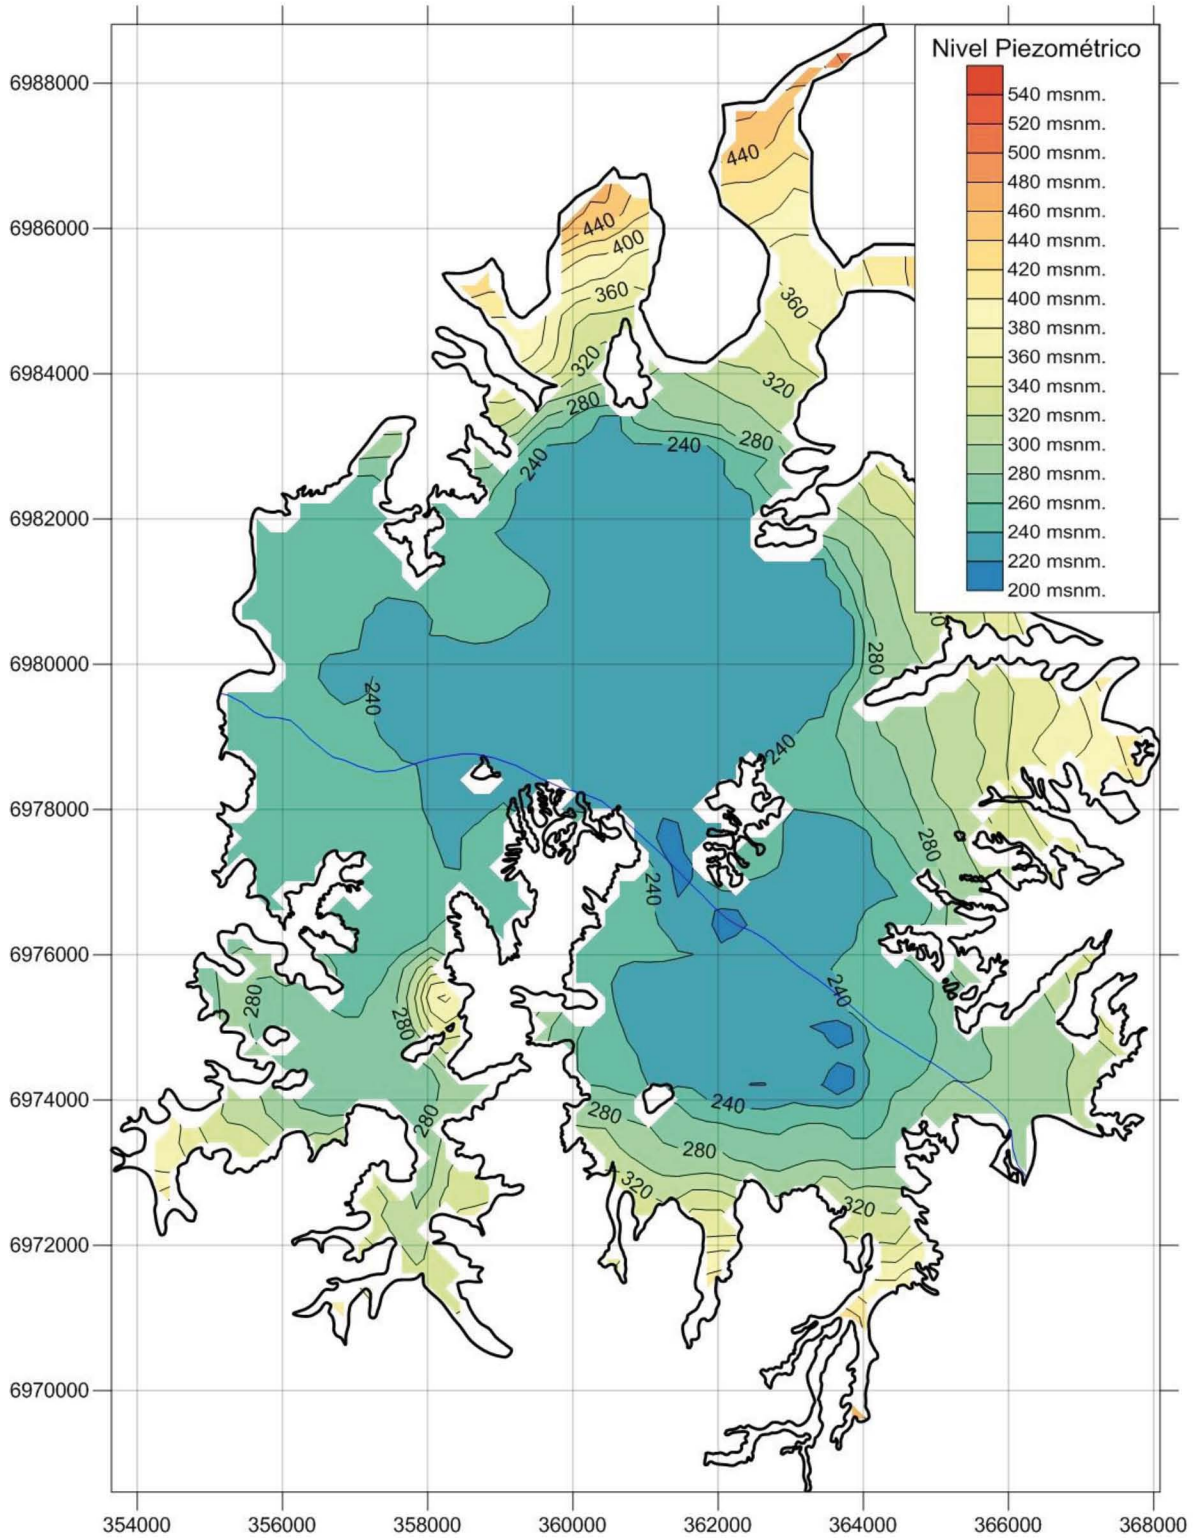 Nivel Piezométrico
540 msnm.
520 msnm.
500 msnm.
480 msnm.
460 msnm.
440 msnm.
420 msnm.
400 msnm.
380 msnm.
360 msnm.
340 msnm.
320 msnm.
300 msnm.
280 msnm.
260 msnm.
240 msnm.
220 msnm.
200 msnm.
6988000
440
6986000
440
400
360
360
6984000
320
320
280
280
240
240
6982000
280
6980000
240
240
6978000
280
240
6976000
280
240
280
6974000
280
240
280
280
320
320
6972000
6970000
354000
356000
358000
360000
362000
364000
366000
368000